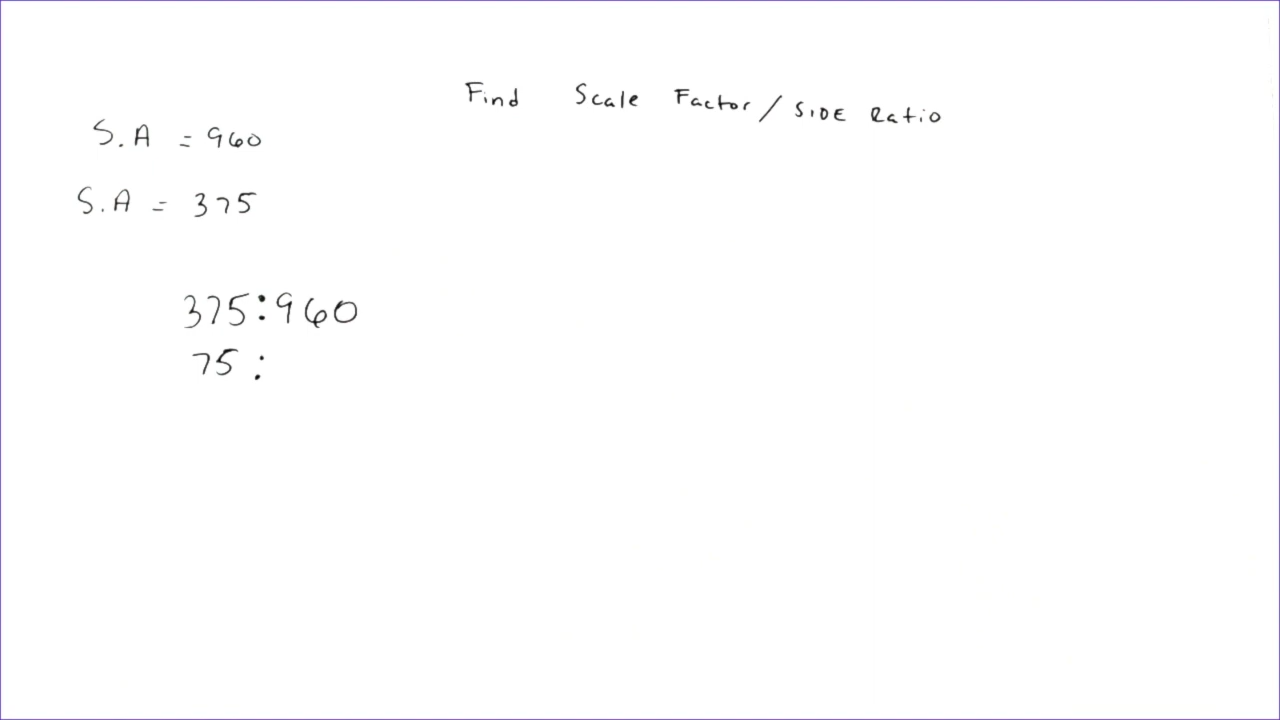 Find Scale Factor / SIDE Ratio
S.A = 960
S.A = 375
375:960
75 :